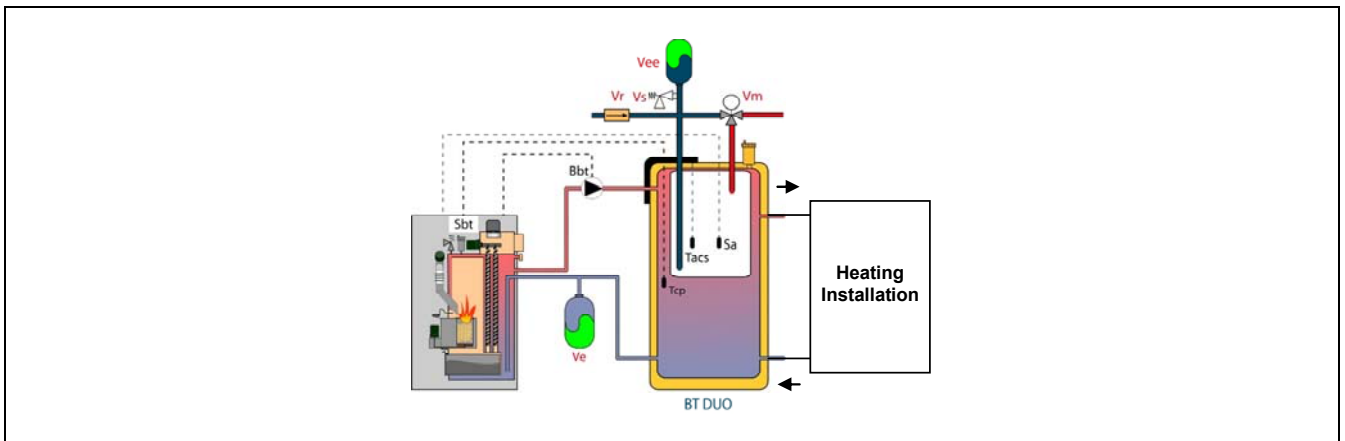 Vee
Vr
Vs
Vm
Bbt
Sbt
Tacs
Sa
Tcp
Heating
Installation
Ve
BT DUO